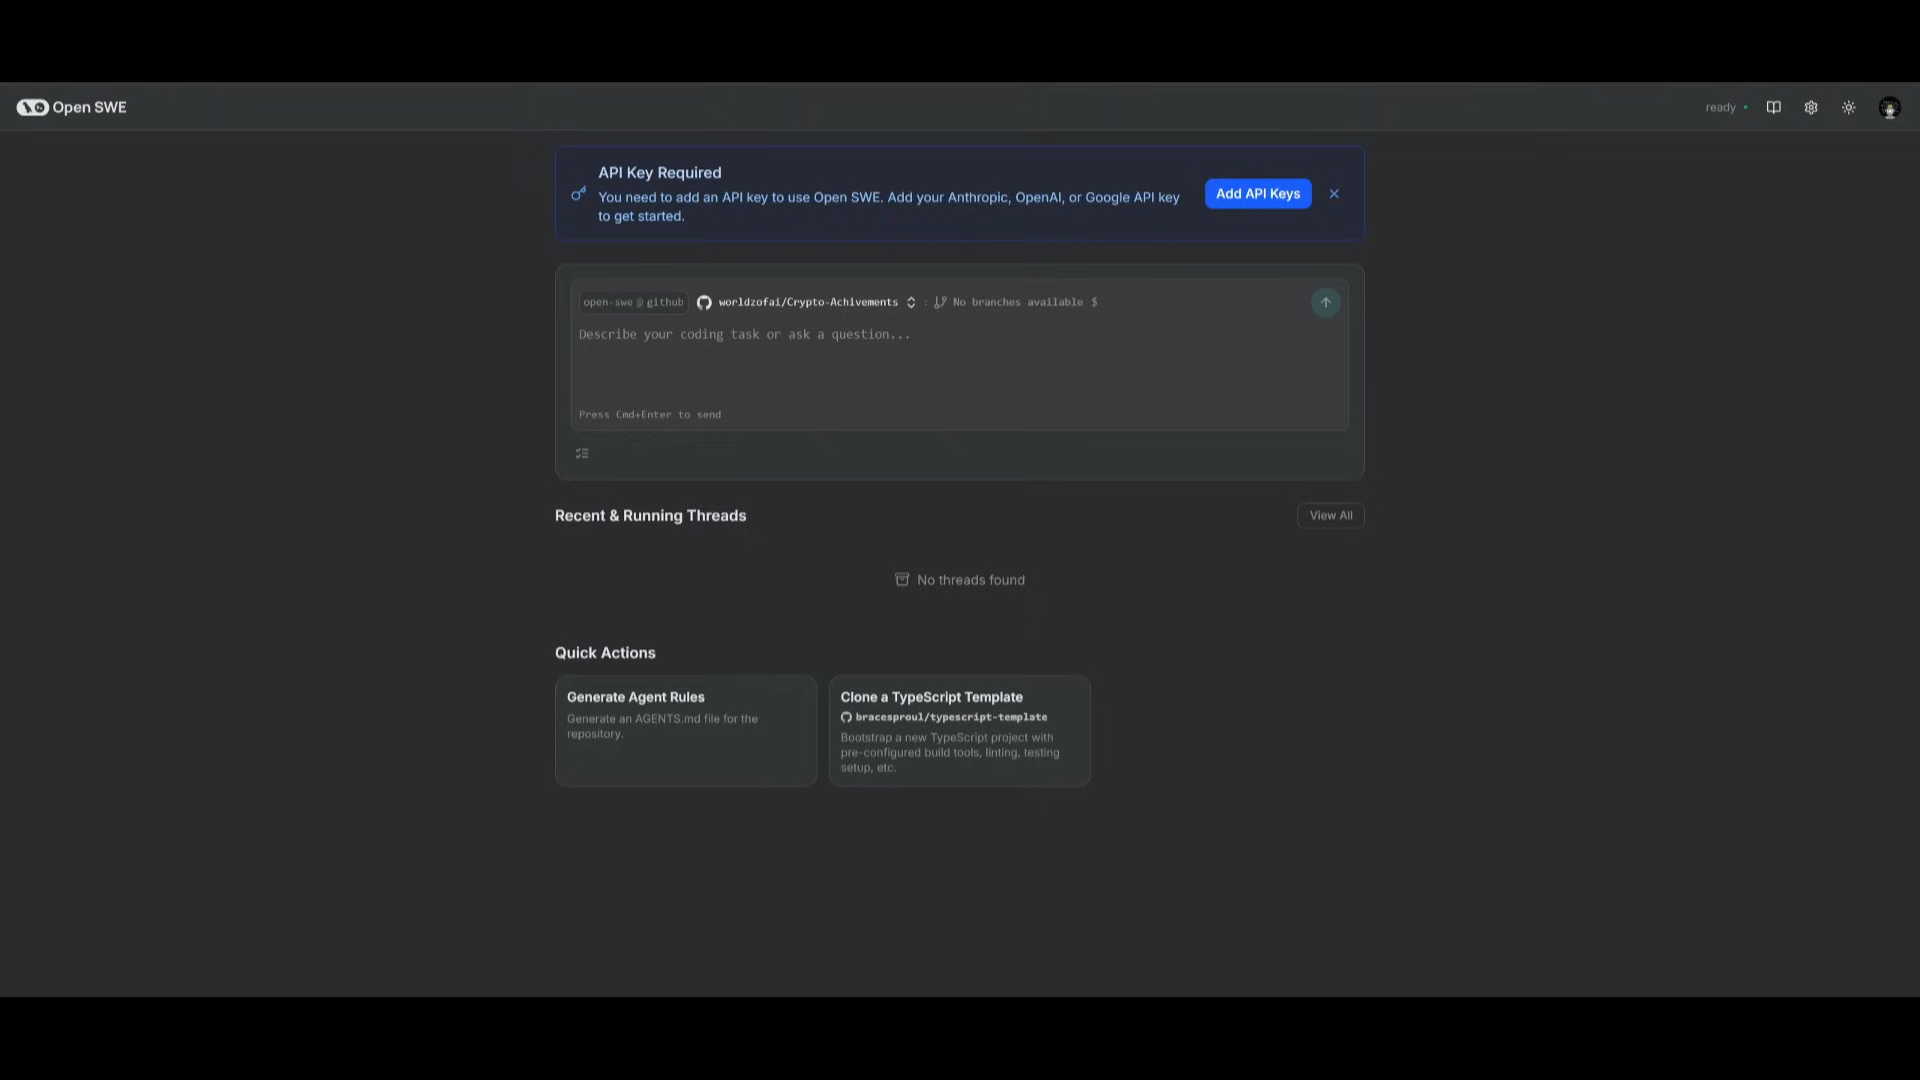 Open SWE
ready
API Key Required
You need to add an API key to use Open SWE. Add your Anthropic, OpenAI, or Google API key
to get started.
Add API Keys
open-swe@github worldzofai/Crypto-Achivements : No branches available $
Describe your coding task or ask a question...
Press Cmd+Enter to send
Recent & Running Threads
View All
No threads found
Quick Actions
Generate Agent Rules
Generate an AGENTS.md file for the
repository.
Clone a TypeScript Template
bracesproul/typescript-template
Bootstrap a new TypeScript project with
pre-configured build tools, linting, testing
setup, etc.